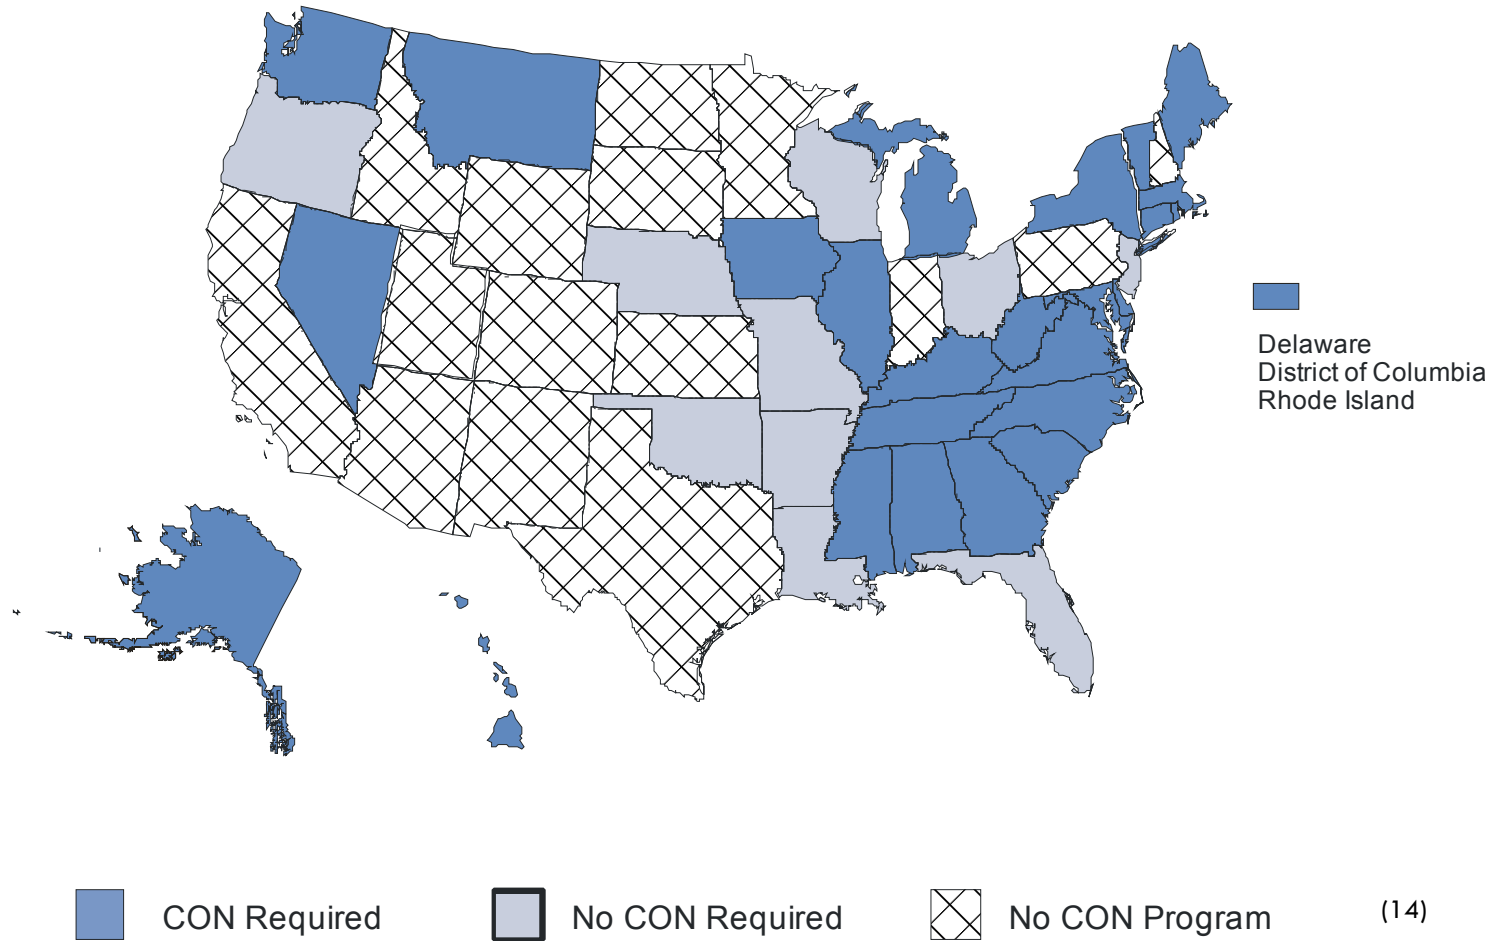 Delaware
District of Columbia
Rhode Island
CON Required
No CON Required
No CON Program
(14)